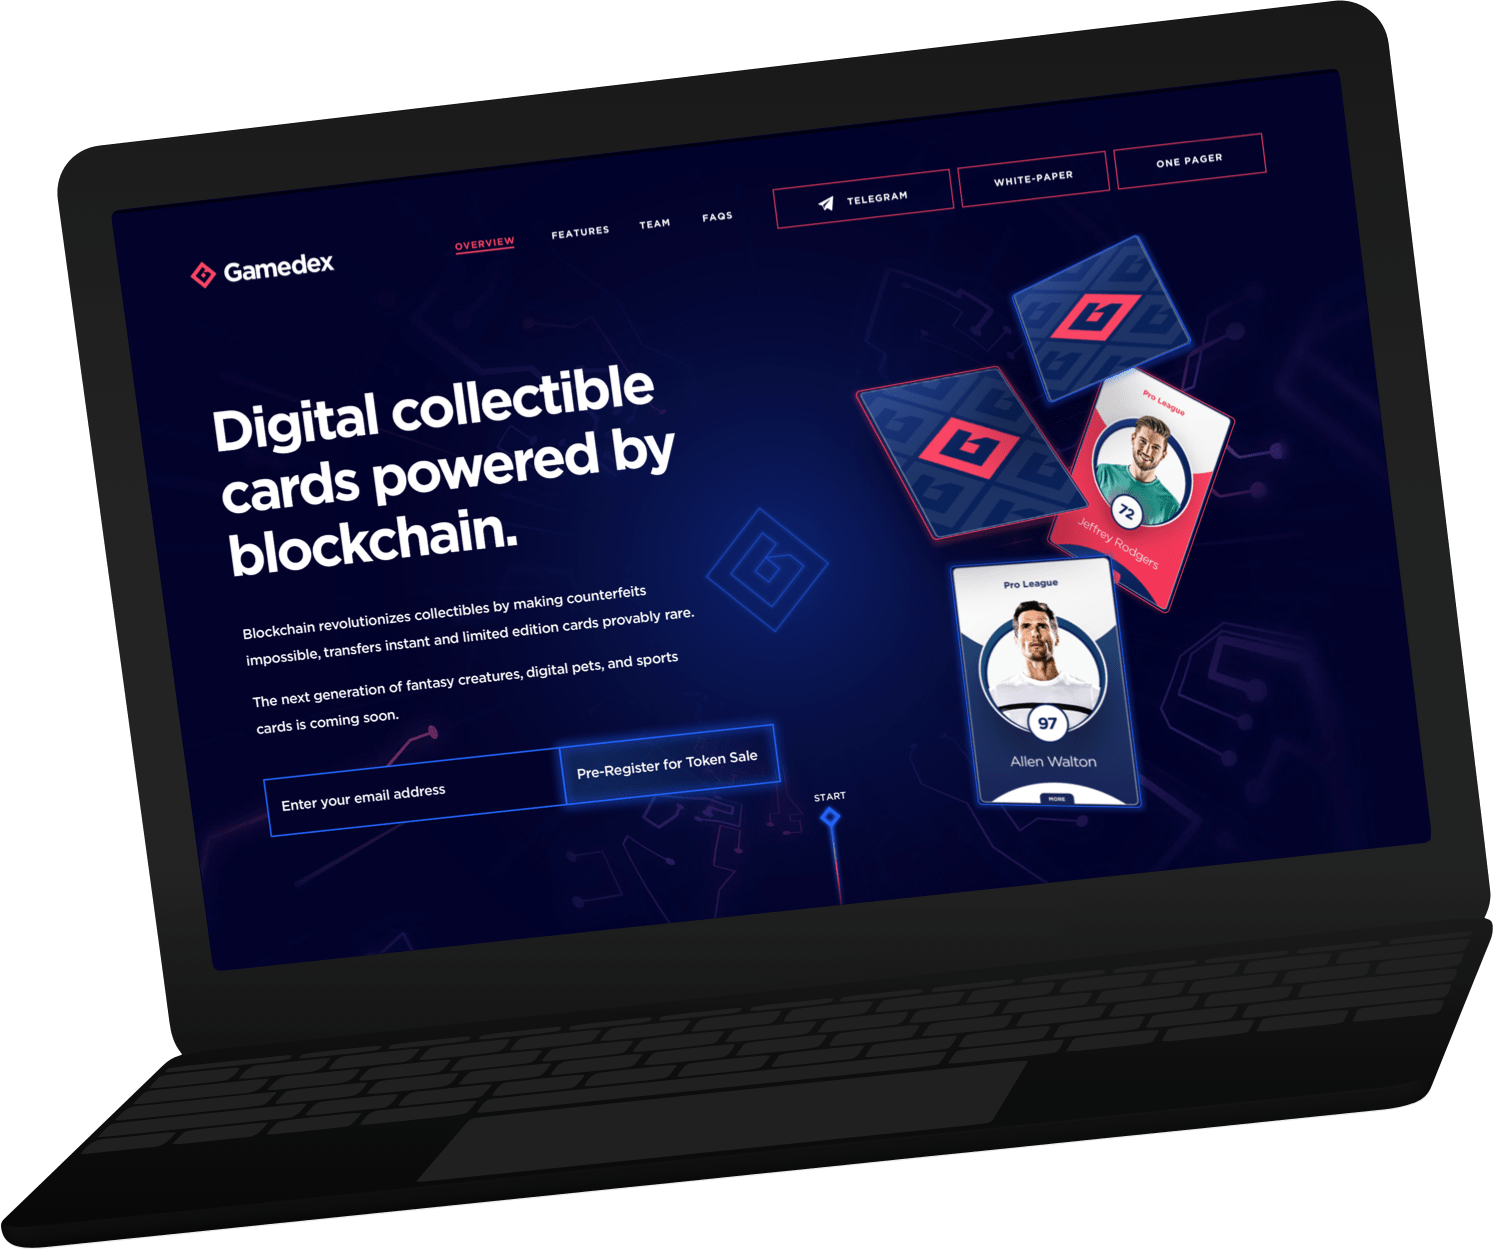 Gamedex
OVERVIEW
FEATURES
TEAM
FAQS
TELEGRAM
WHITE-PAPER
ONE PAGER
Digital collectible
cards powered by
blockchain.
Blockchain revolutionizes collectibles by making counterfeits
impossible, transfers instant and limited edition cards provably rare.
The next generation of fantasy creatures, digital pets, and sports
cards is coming soon.
Enter your email address
Pre-Register for Token Sale
START
Pro League
72
Jeffrey Rodgers
Pro League
97
Allen Walton
MORE